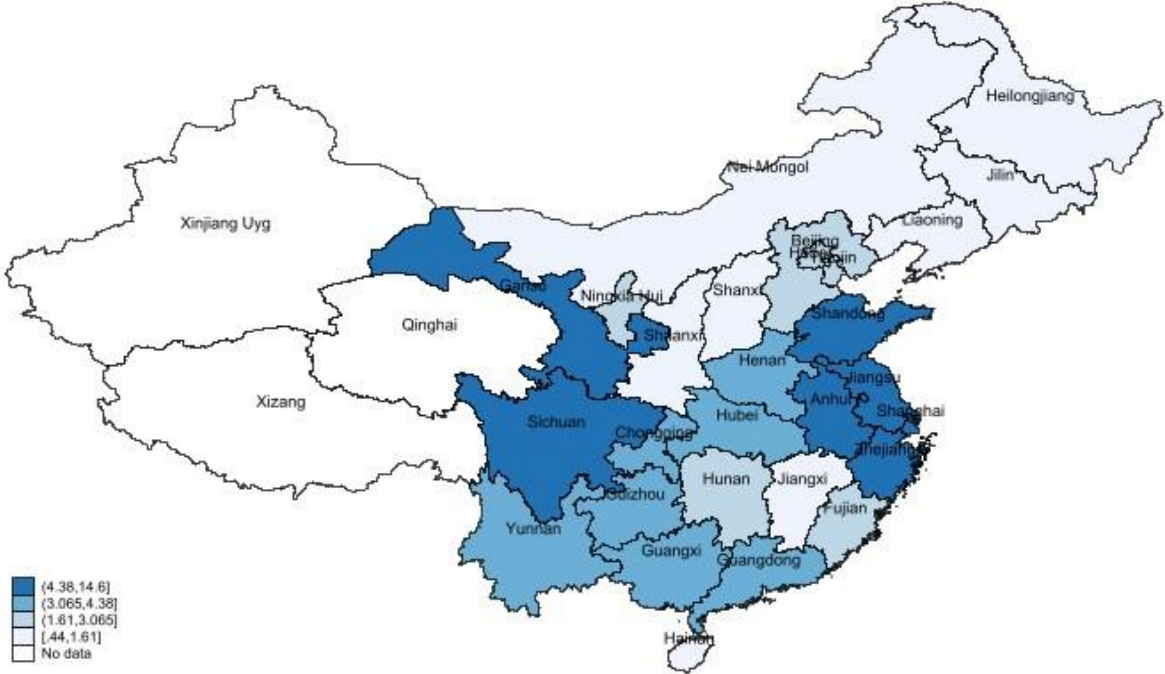 Heilongjiang
Nei Mongol
Jilin
Liaoning
Xinjiang Uyg
Beijing
Tianjin
Gansu
Ningxia Hui
Shanxi
Shandong
Qinghai
Shaanxi
Henan
Jiangsu
Xizang
Anhui
Shanghai
Sichuan
Hubei
Chongqing
Zhejiang
Hunan
Jiangxi
Guizhou
Fujian
Yunnan
Guangxi
Guangdong
Hainan
(4.38,14.6]
(3.065,4.38]
(1.61,3.065]
[.44,1.61]
No data